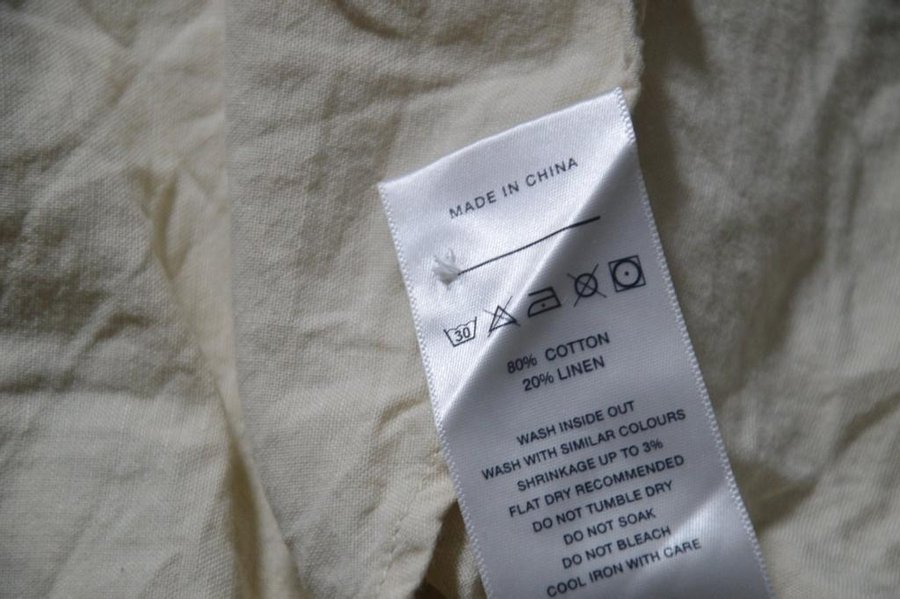 MADE IN CHINA
30
80% COTTON
20% LINEN
WASH INSIDE OUT
WASH WITH SIMILAR COLOURS
SHRINKAGE UP TO 3%
FLAT DRY RECOMMENDED
DO NOT TUMBLE DRY
DO NOT SOAK
DO NOT BLEACH
COOL IRON WITH CARE